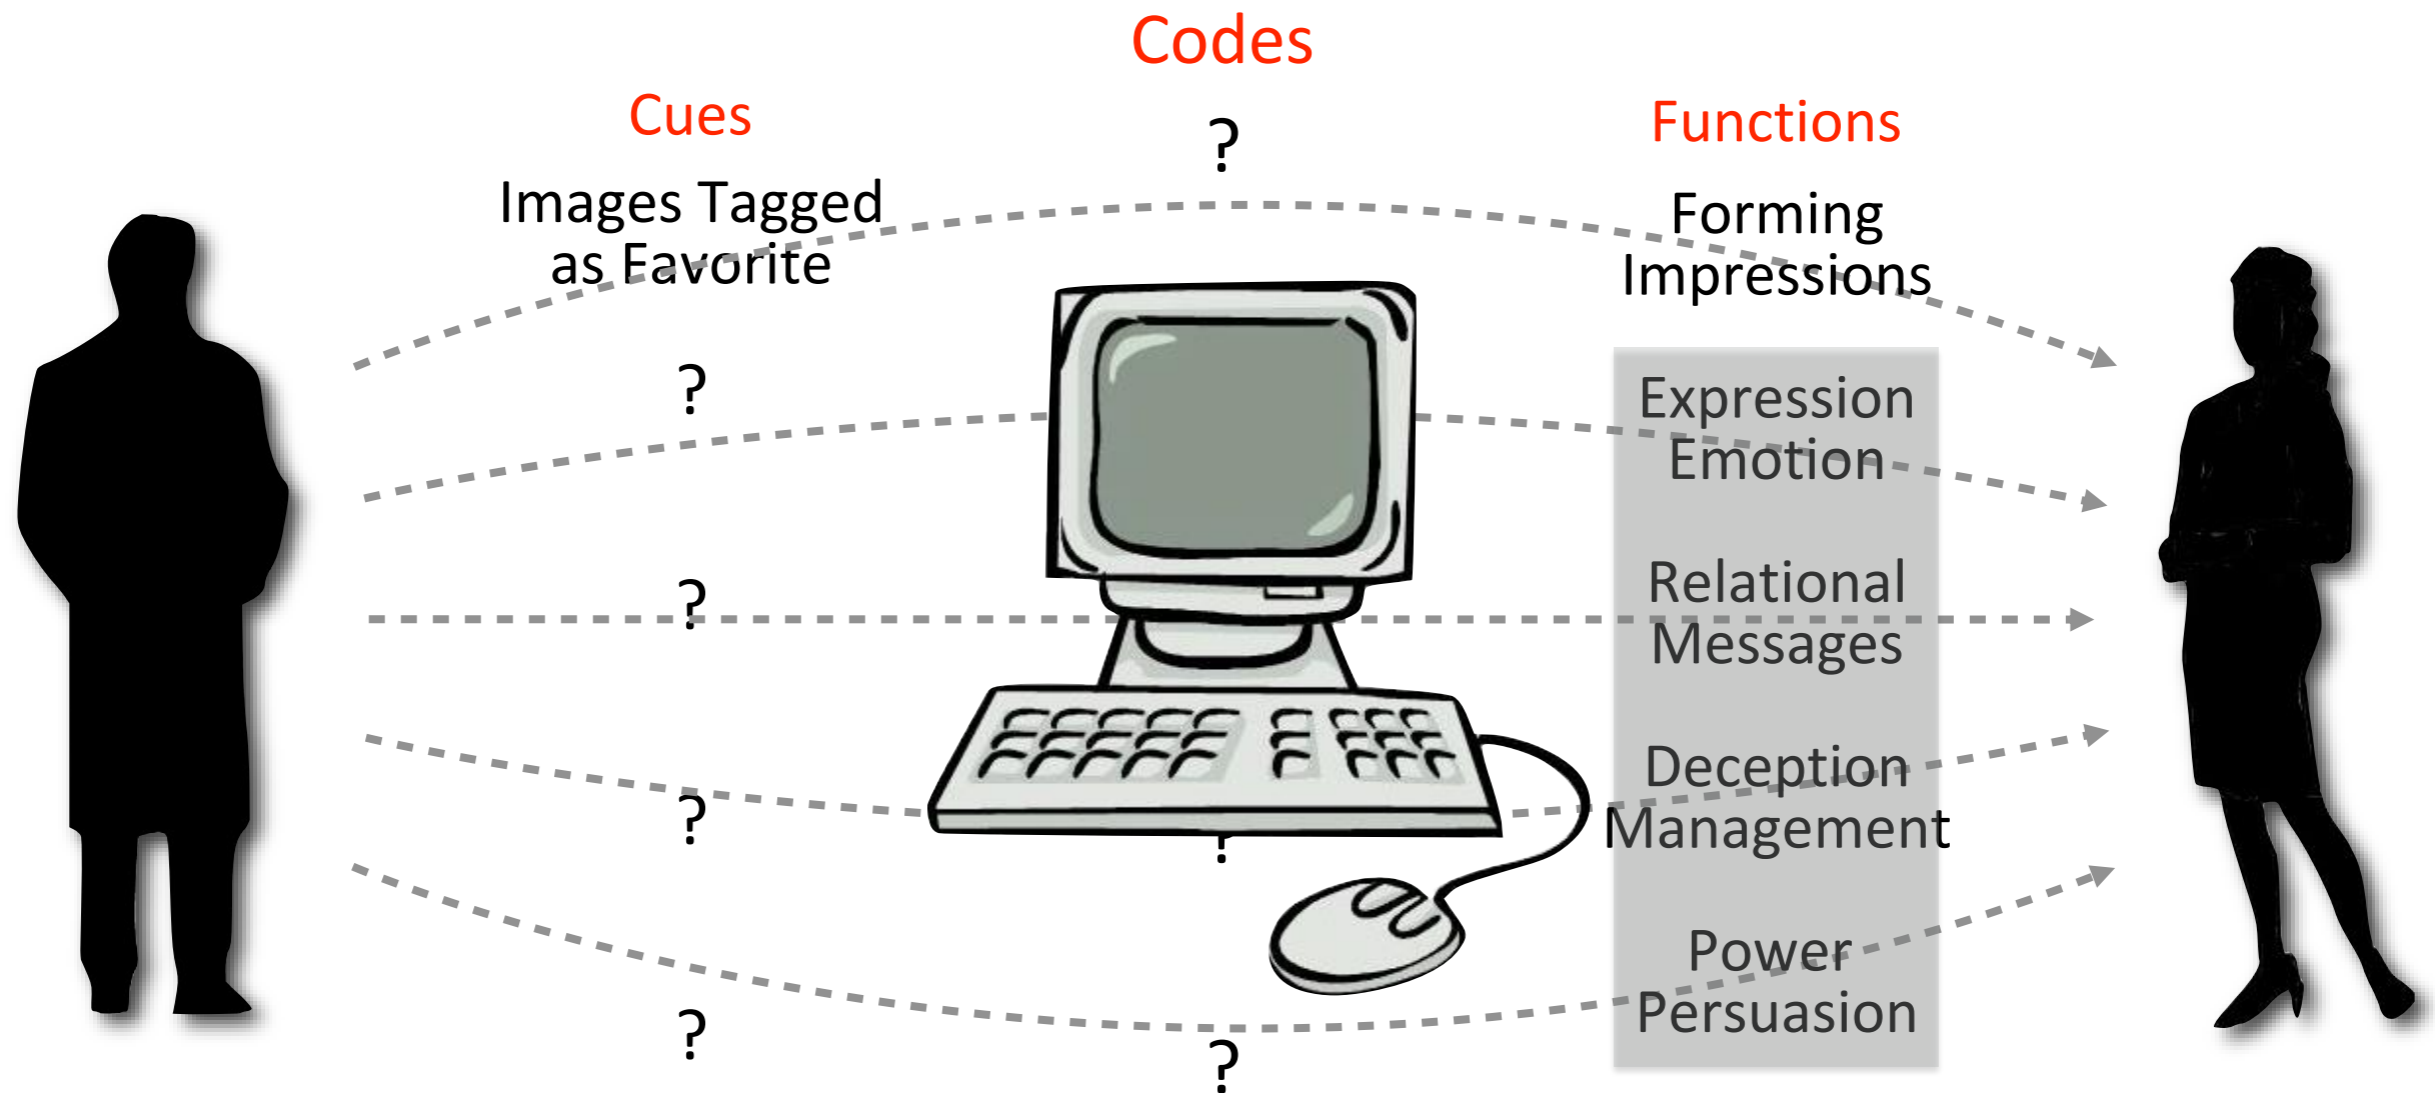 Codes
Cues
?
Functions
Images Tagged
as Favorite
Forming
Impressions
?
Expression
Emotion
?
Relational
Messages
?
?
Deception
Management
?
?
Power
Persuasion